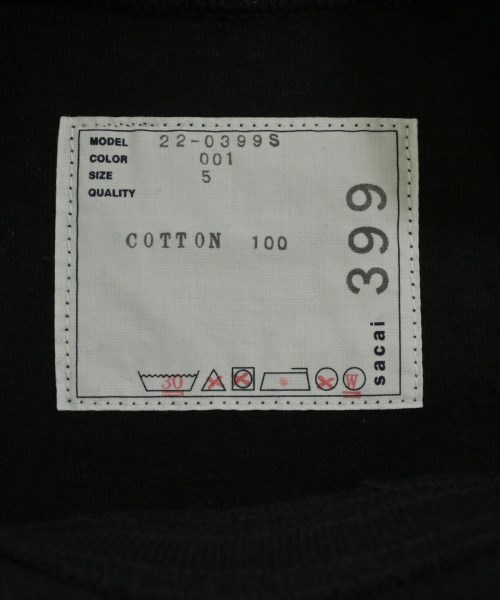 MODEL 22-0399S
COLOR 001
SIZE 5
QUALITY
COTTON 100
sacai 399
30
W